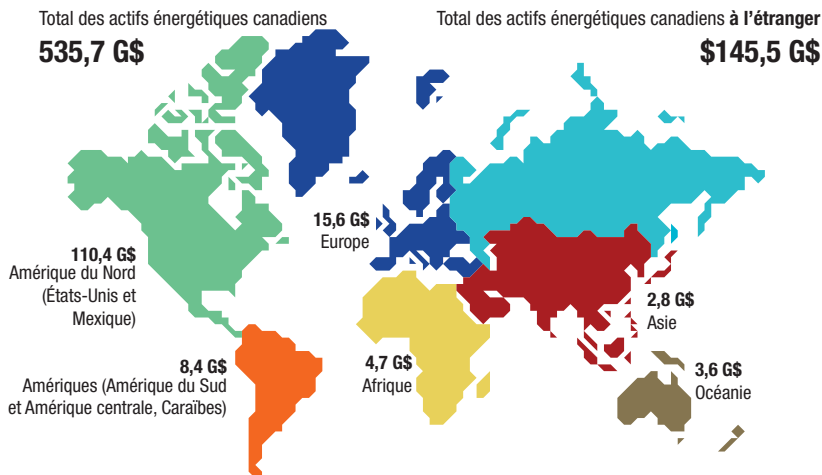 Total des actifs énergétiques canadiens
535,7 G$
Total des actifs énergétiques canadiens à l'étranger
$145,5 G$
15,6 G$
Europe
110,4 G$
Amérique du Nord
(États-Unis et
Mexique)
2,8 G$
Asie
8,4 G$
Amériques (Amérique du Sud
et Amérique centrale, Caraïbes)
4,7 G$
Afrique
3,6 G$
Océanie